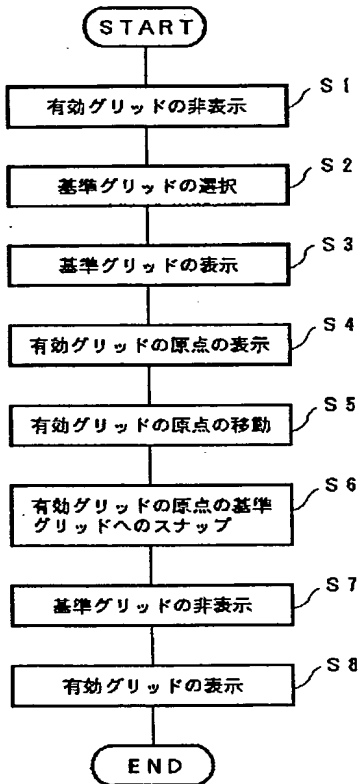 START
有効グリッドの非表示
S1
基準グリッドの選択
S2
基準グリッドの表示
S3
有効グリッドの原点の表示
S4
有効グリッドの原点の移動
S5
有効グリッドの原点の基準
グリッドへのスナップ
S6
基準グリッドの非表示
S7
有効グリッドの表示
S8
END